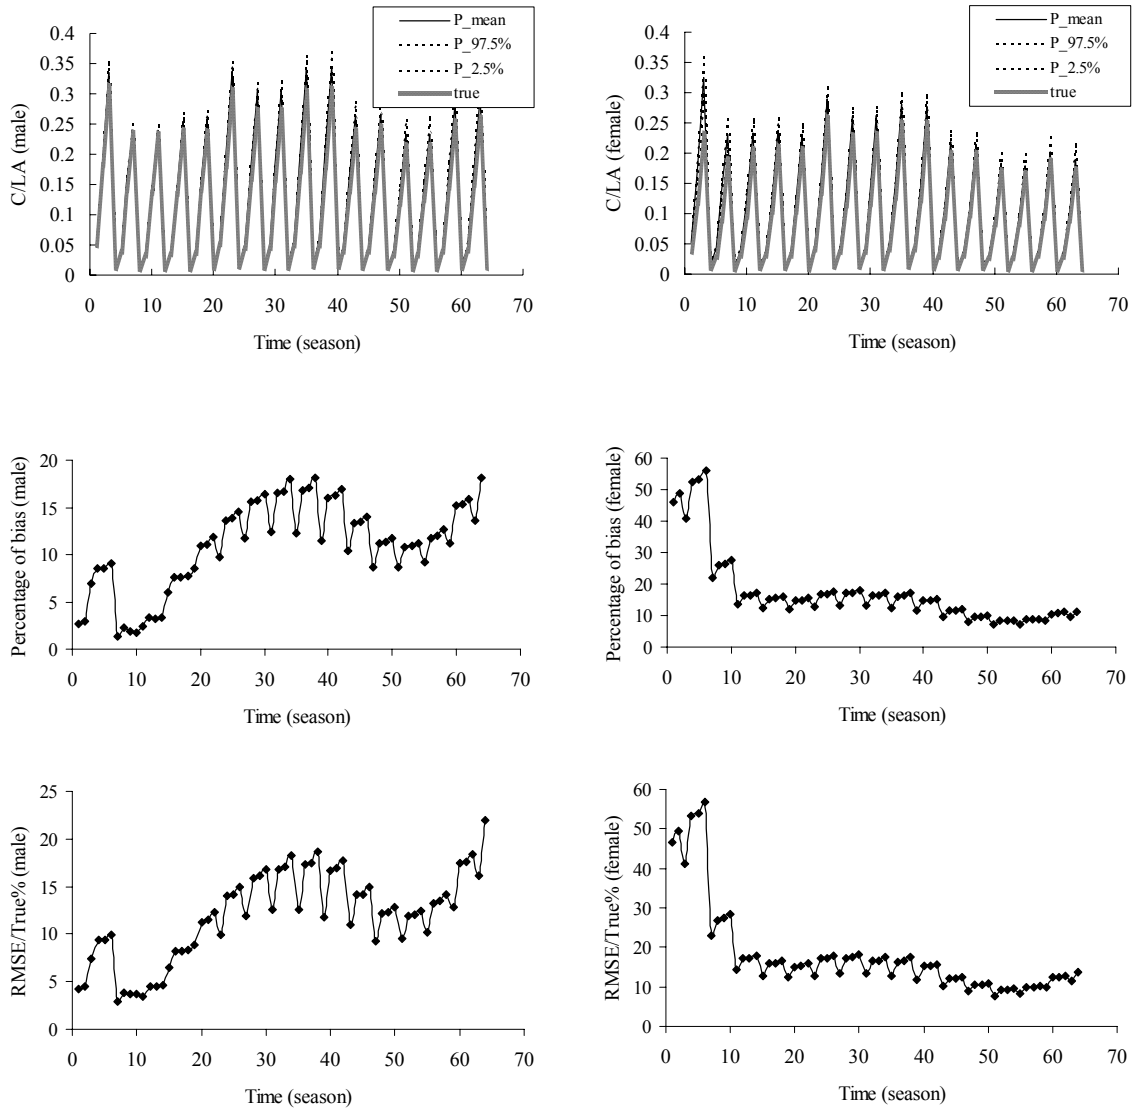 P_mean
P_97.5%
P_2.5%
true
0.4
0.35
0.3
0.25
0.2
0.15
0.1
0.05
0
C/LA (male)
0 10 20 30 40 50 60 70
Time (season)
P_mean
P_97.5%
P_2.5%
true
0.4
0.35
0.3
0.25
0.2
0.15
0.1
0.05
0
C/LA (female)
0 10 20 30 40 50 60 70
Time (season)
20
15
10
5
0
Percentage of bias (male)
0 10 20 30 40 50 60 70
Time (season)
60
50
40
30
20
10
0
Percentage of bias (female)
0 10 20 30 40 50 60 70
Time (season)
25
20
15
10
5
0
RMSE/True% (male)
0 10 20 30 40 50 60 70
Time (season)
60
50
40
30
20
10
0
RMSE/True% (female)
0 10 20 30 40 50 60 70
Time (season)